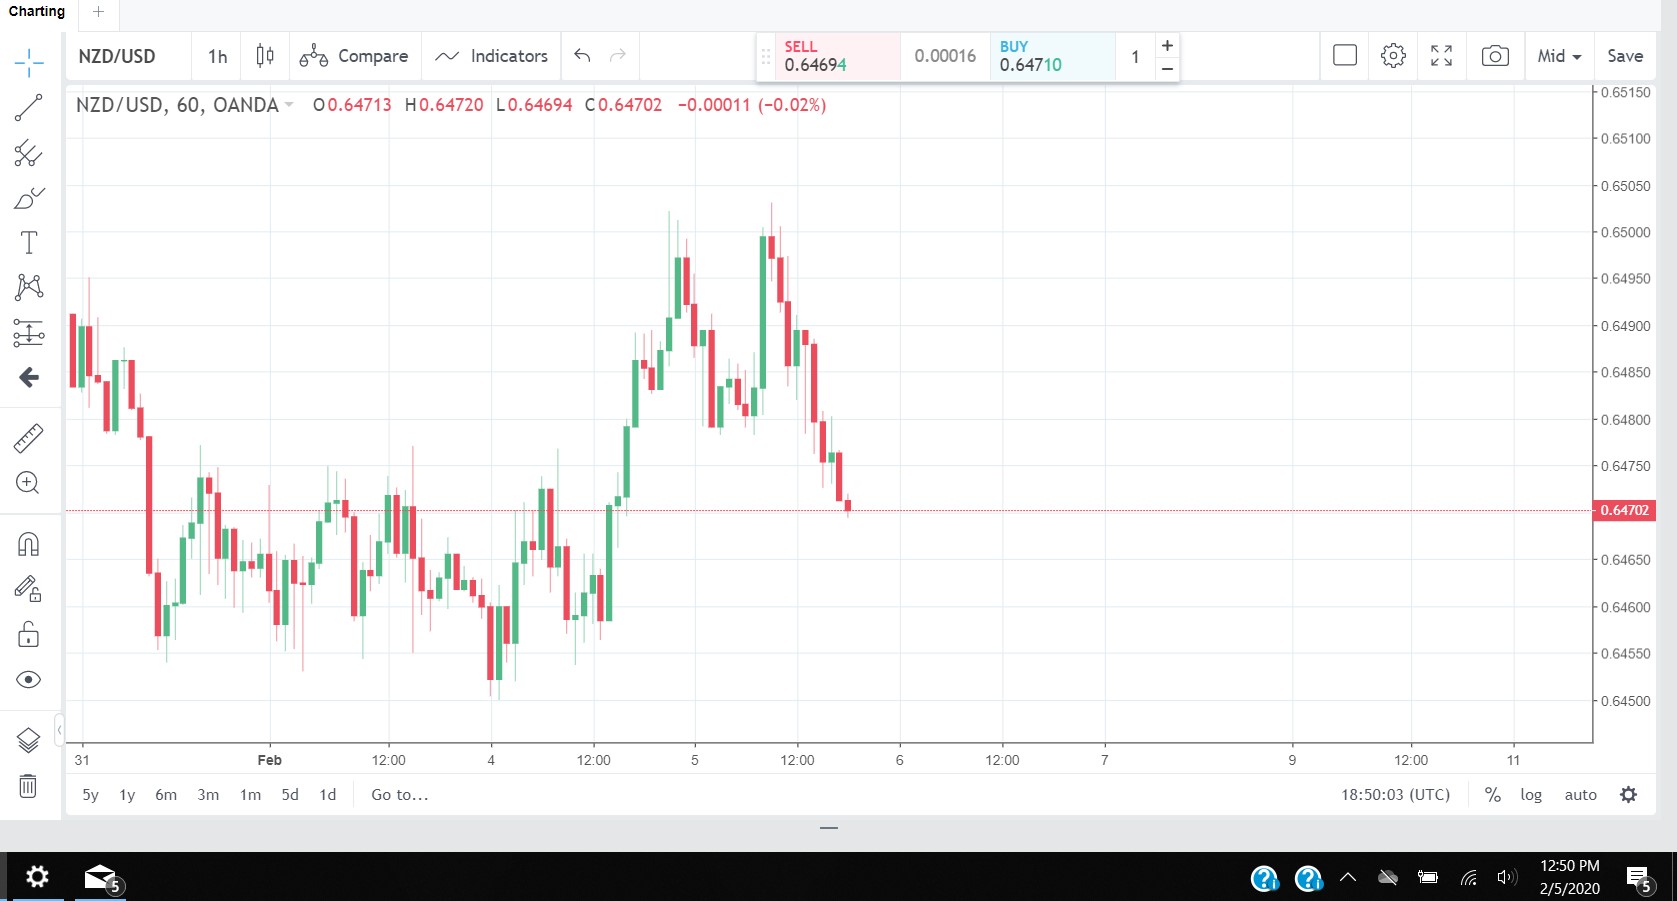 Charting +
NZD/USD 1h Compare Indicators SELL 0.64694 0.00016 BUY 0.64710 1 + − Mid Save
NZD/USD, 60, OANDA O0.64713 H0.64720 L0.64694 C0.64702 −0.00011 (−0.02%)
0.65150
0.65100
0.65050
0.65000
0.64950
0.64900
0.64850
0.64800
0.64750
0.64702
0.64650
0.64600
0.64550
0.64500
31 Feb 12:00 4 12:00 5 12:00 6 12:00 7 9 12:00 11
5y 1y 6m 3m 1m 5d 1d Go to... 18:50:03 (UTC) % log auto
5 12:50 PM 5
2/5/2020